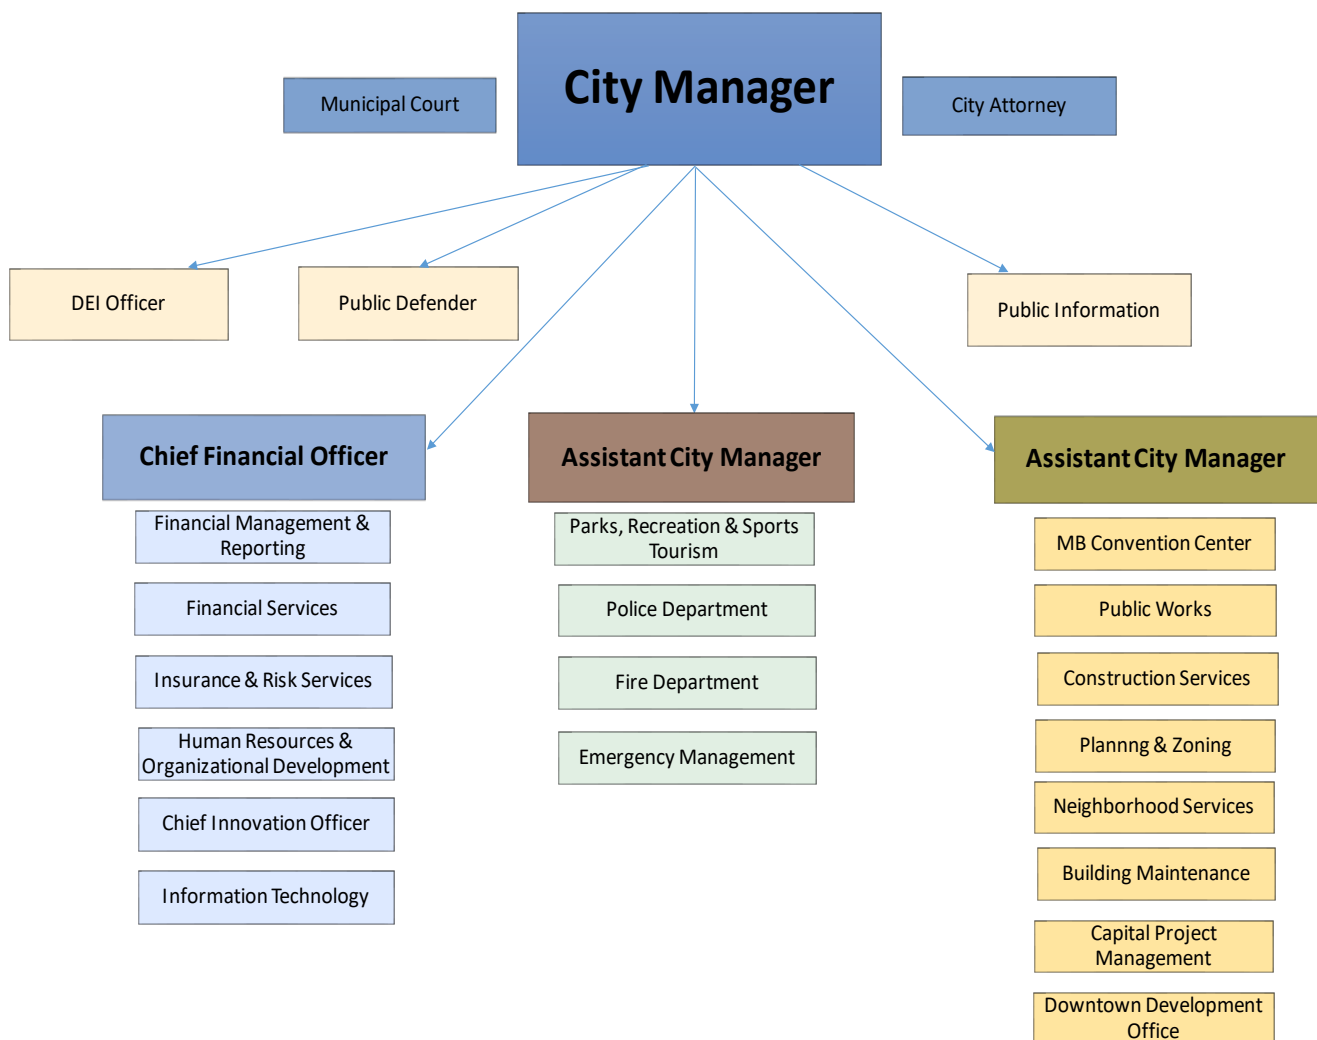 City Manager
Municipal Court
City Attorney
DEI Officer
Public Defender
Public Information
Chief Financial Officer
Financial Management &
Reporting
Financial Services
Insurance & Risk Services
Human Resources &
Organizational Development
Chief Innovation Officer
Information Technology
Assistant City Manager
Parks, Recreation & Sports
Tourism
Police Department
Fire Department
Emergency Management
Assistant City Manager
MB Convention Center
Public Works
Construction Services
Plannng & Zoning
Neighborhood Services
Building Maintenance
Capital Project
Management
Downtown Development
Office